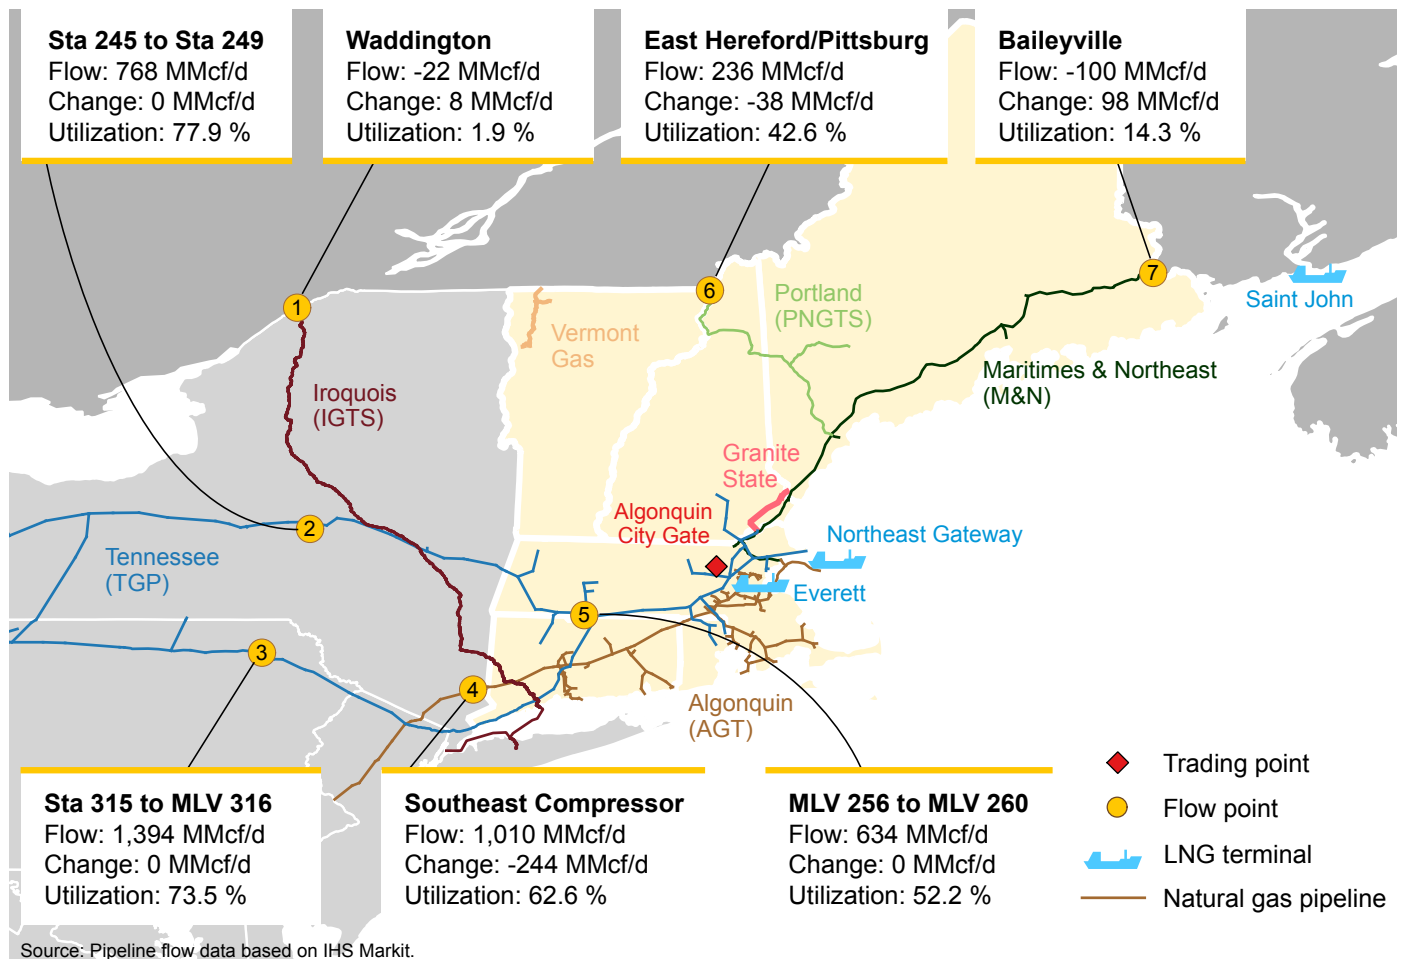 Sta 245 to Sta 249
Flow: 768 MMcf/d
Change: 0 MMcf/d
Utilization: 77.9 %
Waddington
Flow: -22 MMcf/d
Change: 8 MMcf/d
Utilization: 1.9 %
East Hereford/Pittsburg
Flow: 236 MMcf/d
Change: -38 MMcf/d
Utilization: 42.6 %
Baileyville
Flow: -100 MMcf/d
Change: 98 MMcf/d
Utilization: 14.3 %
1
6
7
Portland
(PNGTS)
Saint John
Vermont
Gas
Iroquois
(IGTS)
Maritimes & Northeast
(M&N)
Granite
State
Algonquin
City Gate
2
Northeast Gateway
Tennessee
(TGP)
Everett
5
3
4
Algonquin
(AGT)
Sta 315 to MLV 316
Flow: 1,394 MMcf/d
Change: 0 MMcf/d
Utilization: 73.5 %
Southeast Compressor
Flow: 1,010 MMcf/d
Change: -244 MMcf/d
Utilization: 62.6 %
MLV 256 to MLV 260
Flow: 634 MMcf/d
Change: 0 MMcf/d
Utilization: 52.2 %
Trading point
Flow point
LNG terminal
Natural gas pipeline
Source: Pipeline flow data based on IHS Markit.